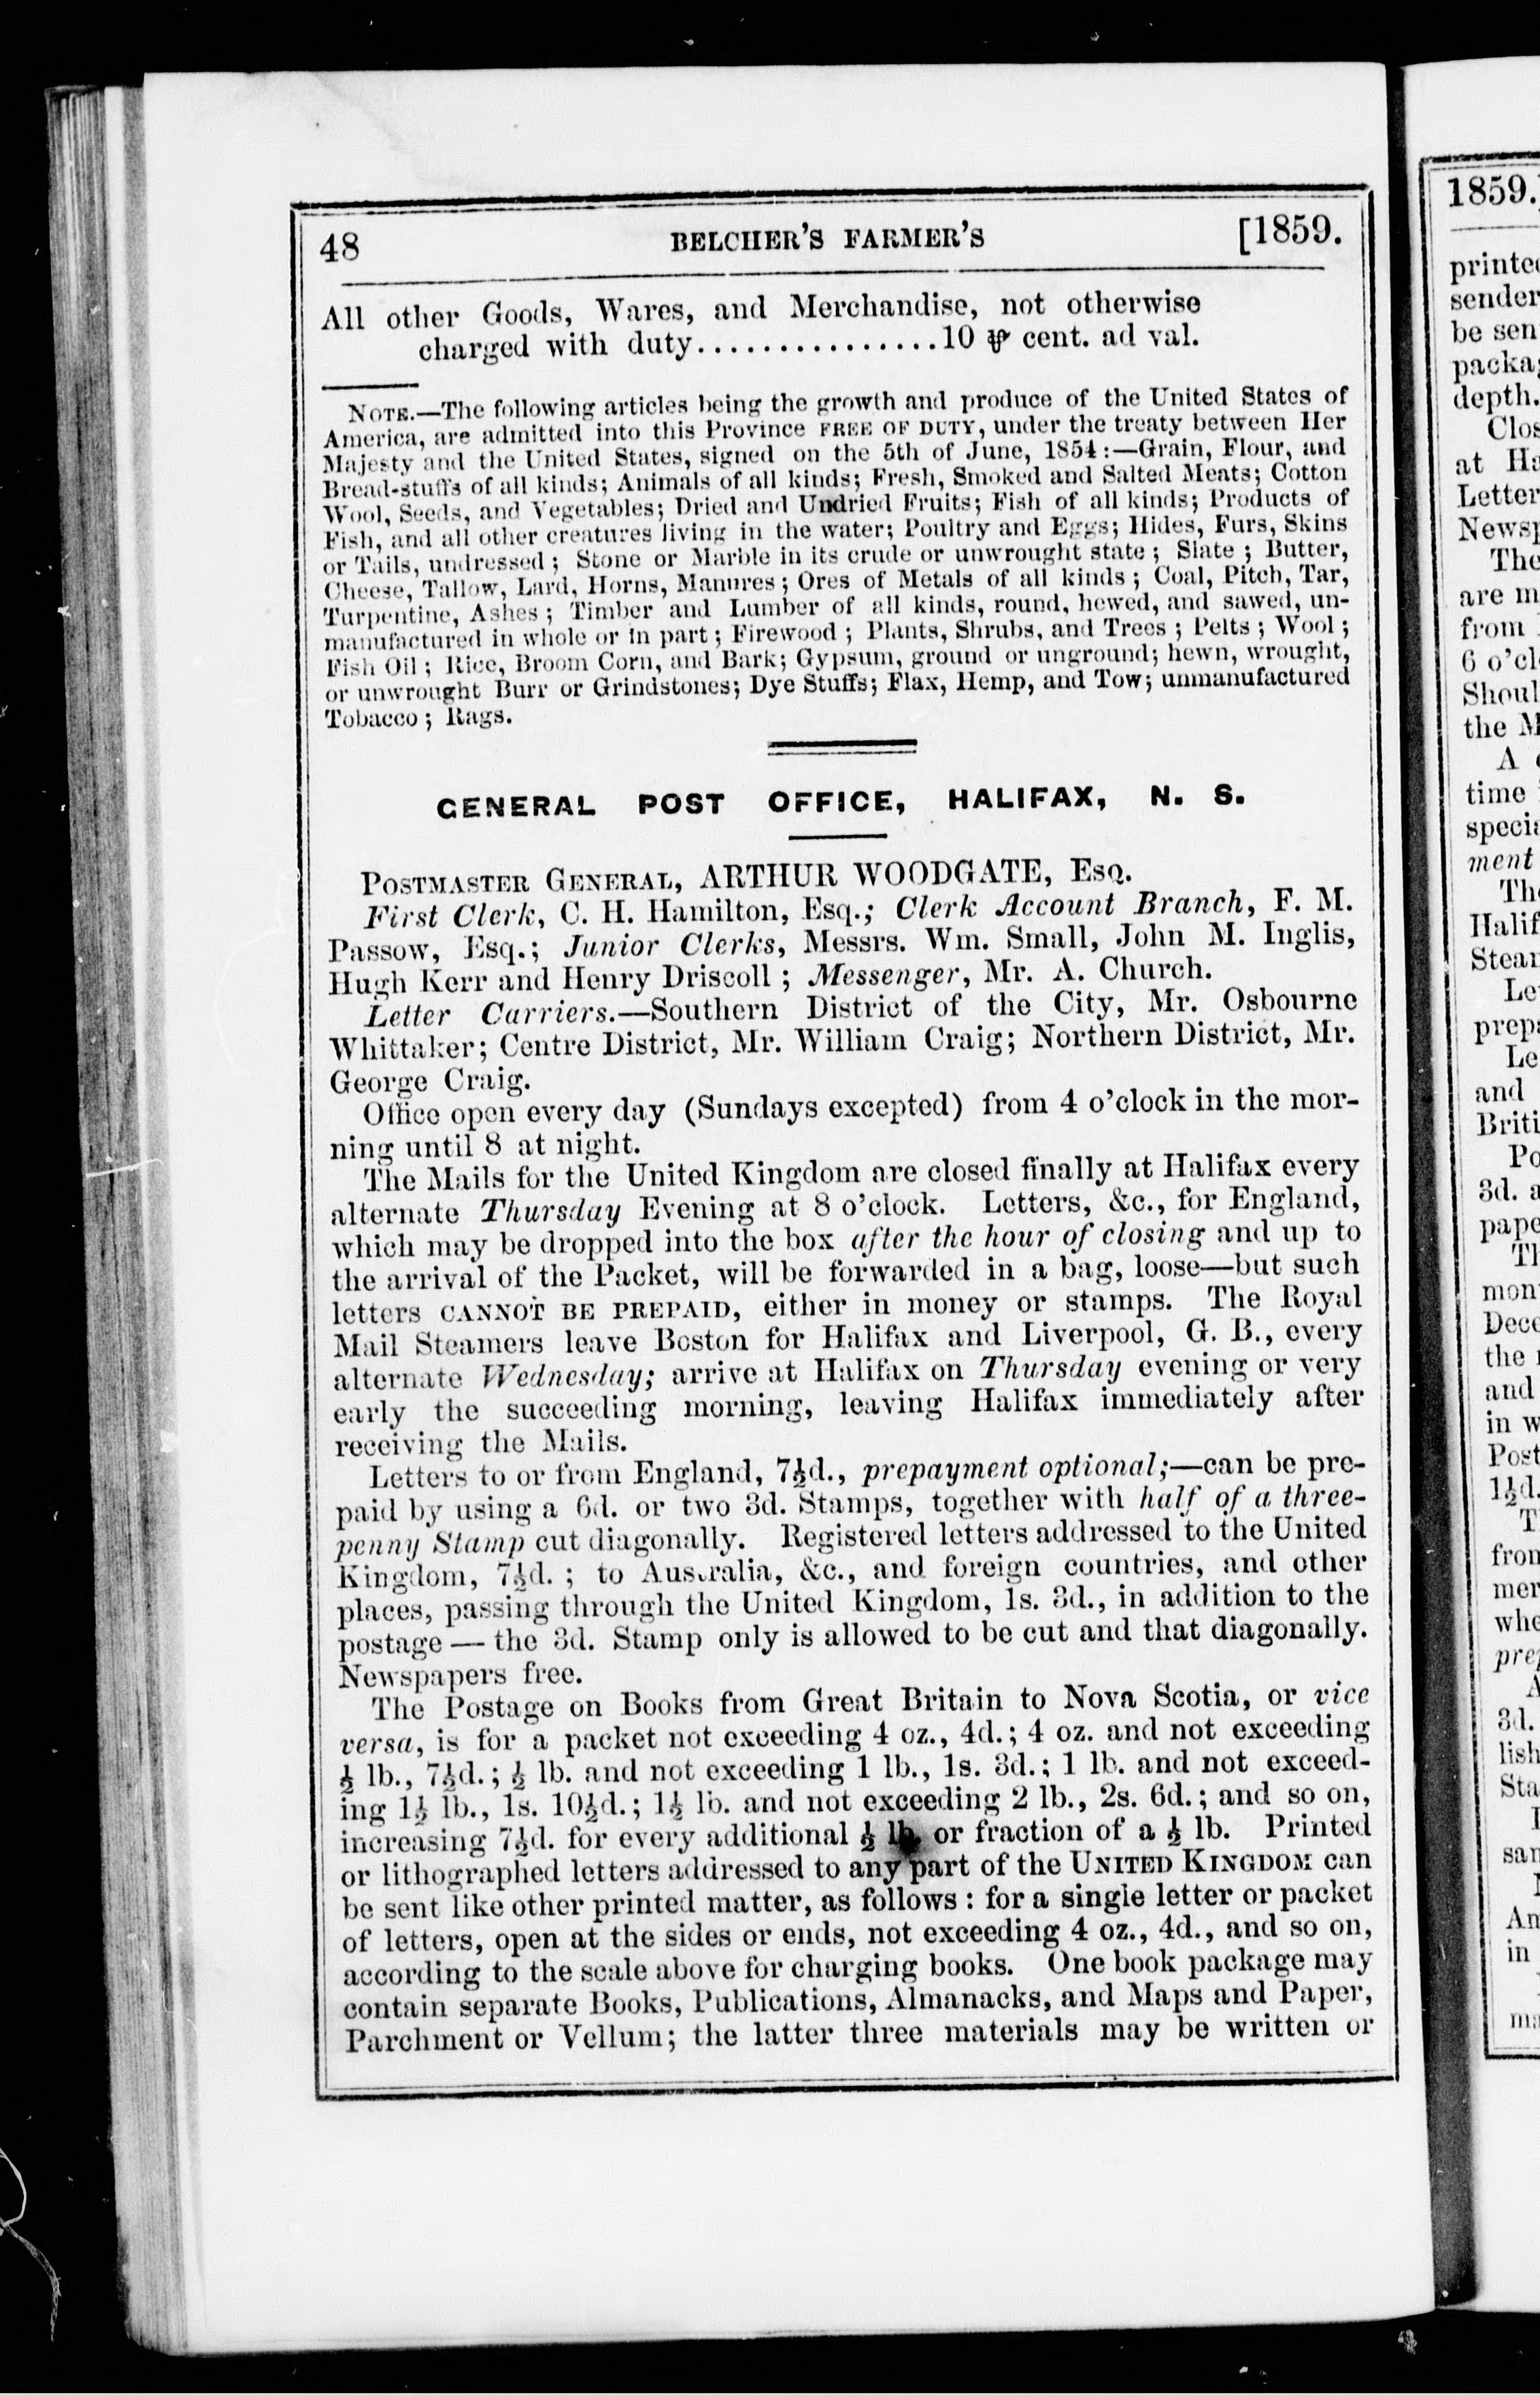 48 BELCHER'S FARMER'S [1859.
All other Goods, Wares, and Merchandise, not otherwise
charged with duty................10 ⅌ cent. ad val.
NOTE.—The following articles being the growth and produce of the United States of
America, are admitted into this Province FREE OF DUTY, under the treaty between Her
Majesty and the United States, signed on the 5th of June, 1854:—Grain, Flour, and
Bread-stuffs of all kinds; Animals of all kinds; Fresh, Smoked and Salted Meats; Cotton
Wool, Seeds, and Vegetables; Dried and Undried Fruits; Fish of all kinds; Products of
Fish, and all other creatures living in the water; Poultry and Eggs; Hides, Furs, Skins
or Tails, undressed; Stone or Marble in its crude or unwrought state; Slate; Butter,
Cheese, Tallow, Lard, Horns, Manures; Ores of Metals of all kinds; Coal, Pitch, Tar,
Turpentine, Ashes; Timber and Lumber of all kinds, round, hewed, and sawed, un-
manufactured in whole or in part; Firewood; Plants, Shrubs, and Trees; Pelts; Wool;
Fish Oil; Rice, Broom Corn, and Bark; Gypsum, ground or unground; hewn, wrought,
or unwrought Burr or Grindstones; Dye Stuffs; Flax, Hemp, and Tow; unmanufactured
Tobacco; Rags.
GENERAL POST OFFICE, HALIFAX, N. S.
POSTMASTER GENERAL, ARTHUR WOODGATE, ESQ.
First Clerk, C. H. Hamilton, Esq.; Clerk Account Branch, F. M.
Passow, Esq.; Junior Clerks, Messrs. Wm. Small, John M. Inglis,
Hugh Kerr and Henry Driscoll; Messenger, Mr. A. Church.
Letter Carriers.—Southern District of the City, Mr. Osbourne
Whittaker; Centre District, Mr. William Craig; Northern District, Mr.
George Craig.
Office open every day (Sundays excepted) from 4 o'clock in the mor-
ning until 8 at night.
The Mails for the United Kingdom are closed finally at Halifax every
alternate Thursday Evening at 8 o'clock. Letters, &c., for England,
which may be dropped into the box after the hour of closing and up to
the arrival of the Packet, will be forwarded in a bag, loose—but such
letters CANNOT BE PREPAID, either in money or stamps. The Royal
Mail Steamers leave Boston for Halifax and Liverpool, G. B., every
alternate Wednesday; arrive at Halifax on Thursday evening or very
early the succeeding morning, leaving Halifax immediately after
receiving the Mails.
Letters to or from England, 7½d., prepayment optional;—can be pre-
paid by using a 6d. or two 3d. Stamps, together with half of a three-
penny Stamp cut diagonally. Registered letters addressed to the United
Kingdom, 7½d.; to Australia, &c., and foreign countries, and other
places, passing through the United Kingdom, 1s. 3d., in addition to the
postage — the 3d. Stamp only is allowed to be cut and that diagonally.
Newspapers free.
The Postage on Books from Great Britain to Nova Scotia, or vice
versa, is for a packet not exceeding 4 oz., 4d.; 4 oz. and not exceeding
½ lb., 7½d.; ½ lb. and not exceeding 1 lb., 1s. 3d.; 1 lb. and not exceed-
ing 1½ lb., 1s. 10½d.; 1½ lb. and not exceeding 2 lb., 2s. 6d.; and so on,
increasing 7½d. for every additional ½ lb. or fraction of a ½ lb. Printed
or lithographed letters addressed to any part of the UNITED KINGDOM can
be sent like other printed matter, as follows: for a single letter or packet
of letters, open at the sides or ends, not exceeding 4 oz., 4d., and so on,
according to the scale above for charging books. One book package may
contain separate Books, Publications, Almanacks, and Maps and Paper,
Parchment or Vellum; the latter three materials may be written or
1859.
sender
depth.
at
Letter
The
from
6
the
A
time
ment
and
3d.
the
and
in
3d.
in